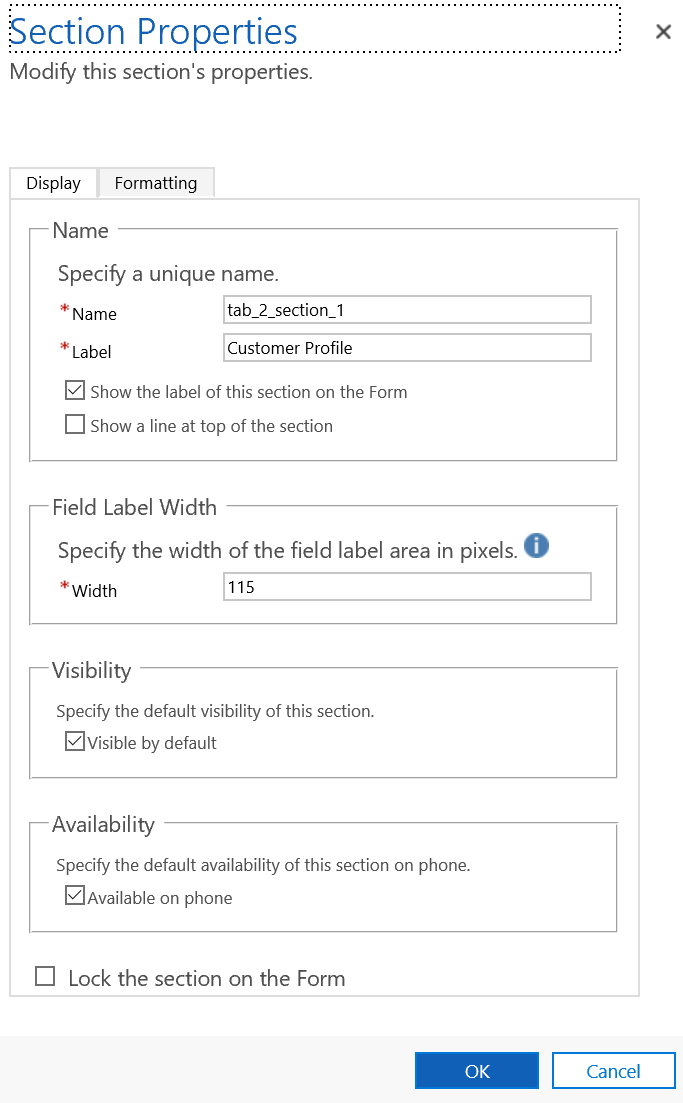 Section Properties
Modify this section's properties.
Display Formatting
Name
Specify a unique name.
*Name tab_2_section_1
*Label Customer Profile
Show the label of this section on the Form
Show a line at top of the section
Field Label Width
Specify the width of the field label area in pixels.
*Width 115
Visibility
Specify the default visibility of this section.
Visible by default
Availability
Specify the default availability of this section on phone.
Available on phone
Lock the section on the Form
OK Cancel